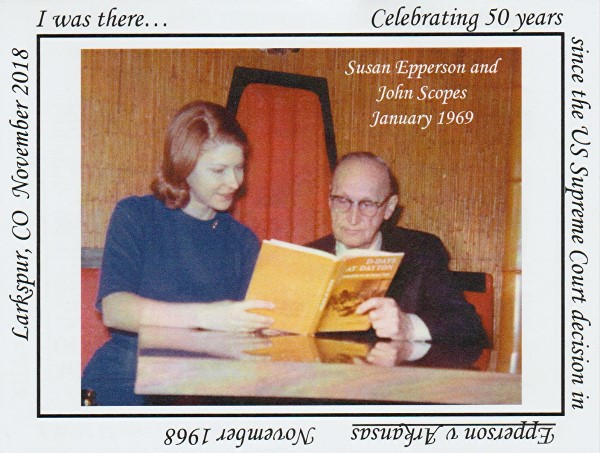 I was there…
Celebrating 50 years
since the US Supreme Court decision in
Epperson v Arkansas
November 1968
Larkspur, CO November 2018
Susan Epperson and
John Scopes
January 1969
D-DAYS
AT DAYTON